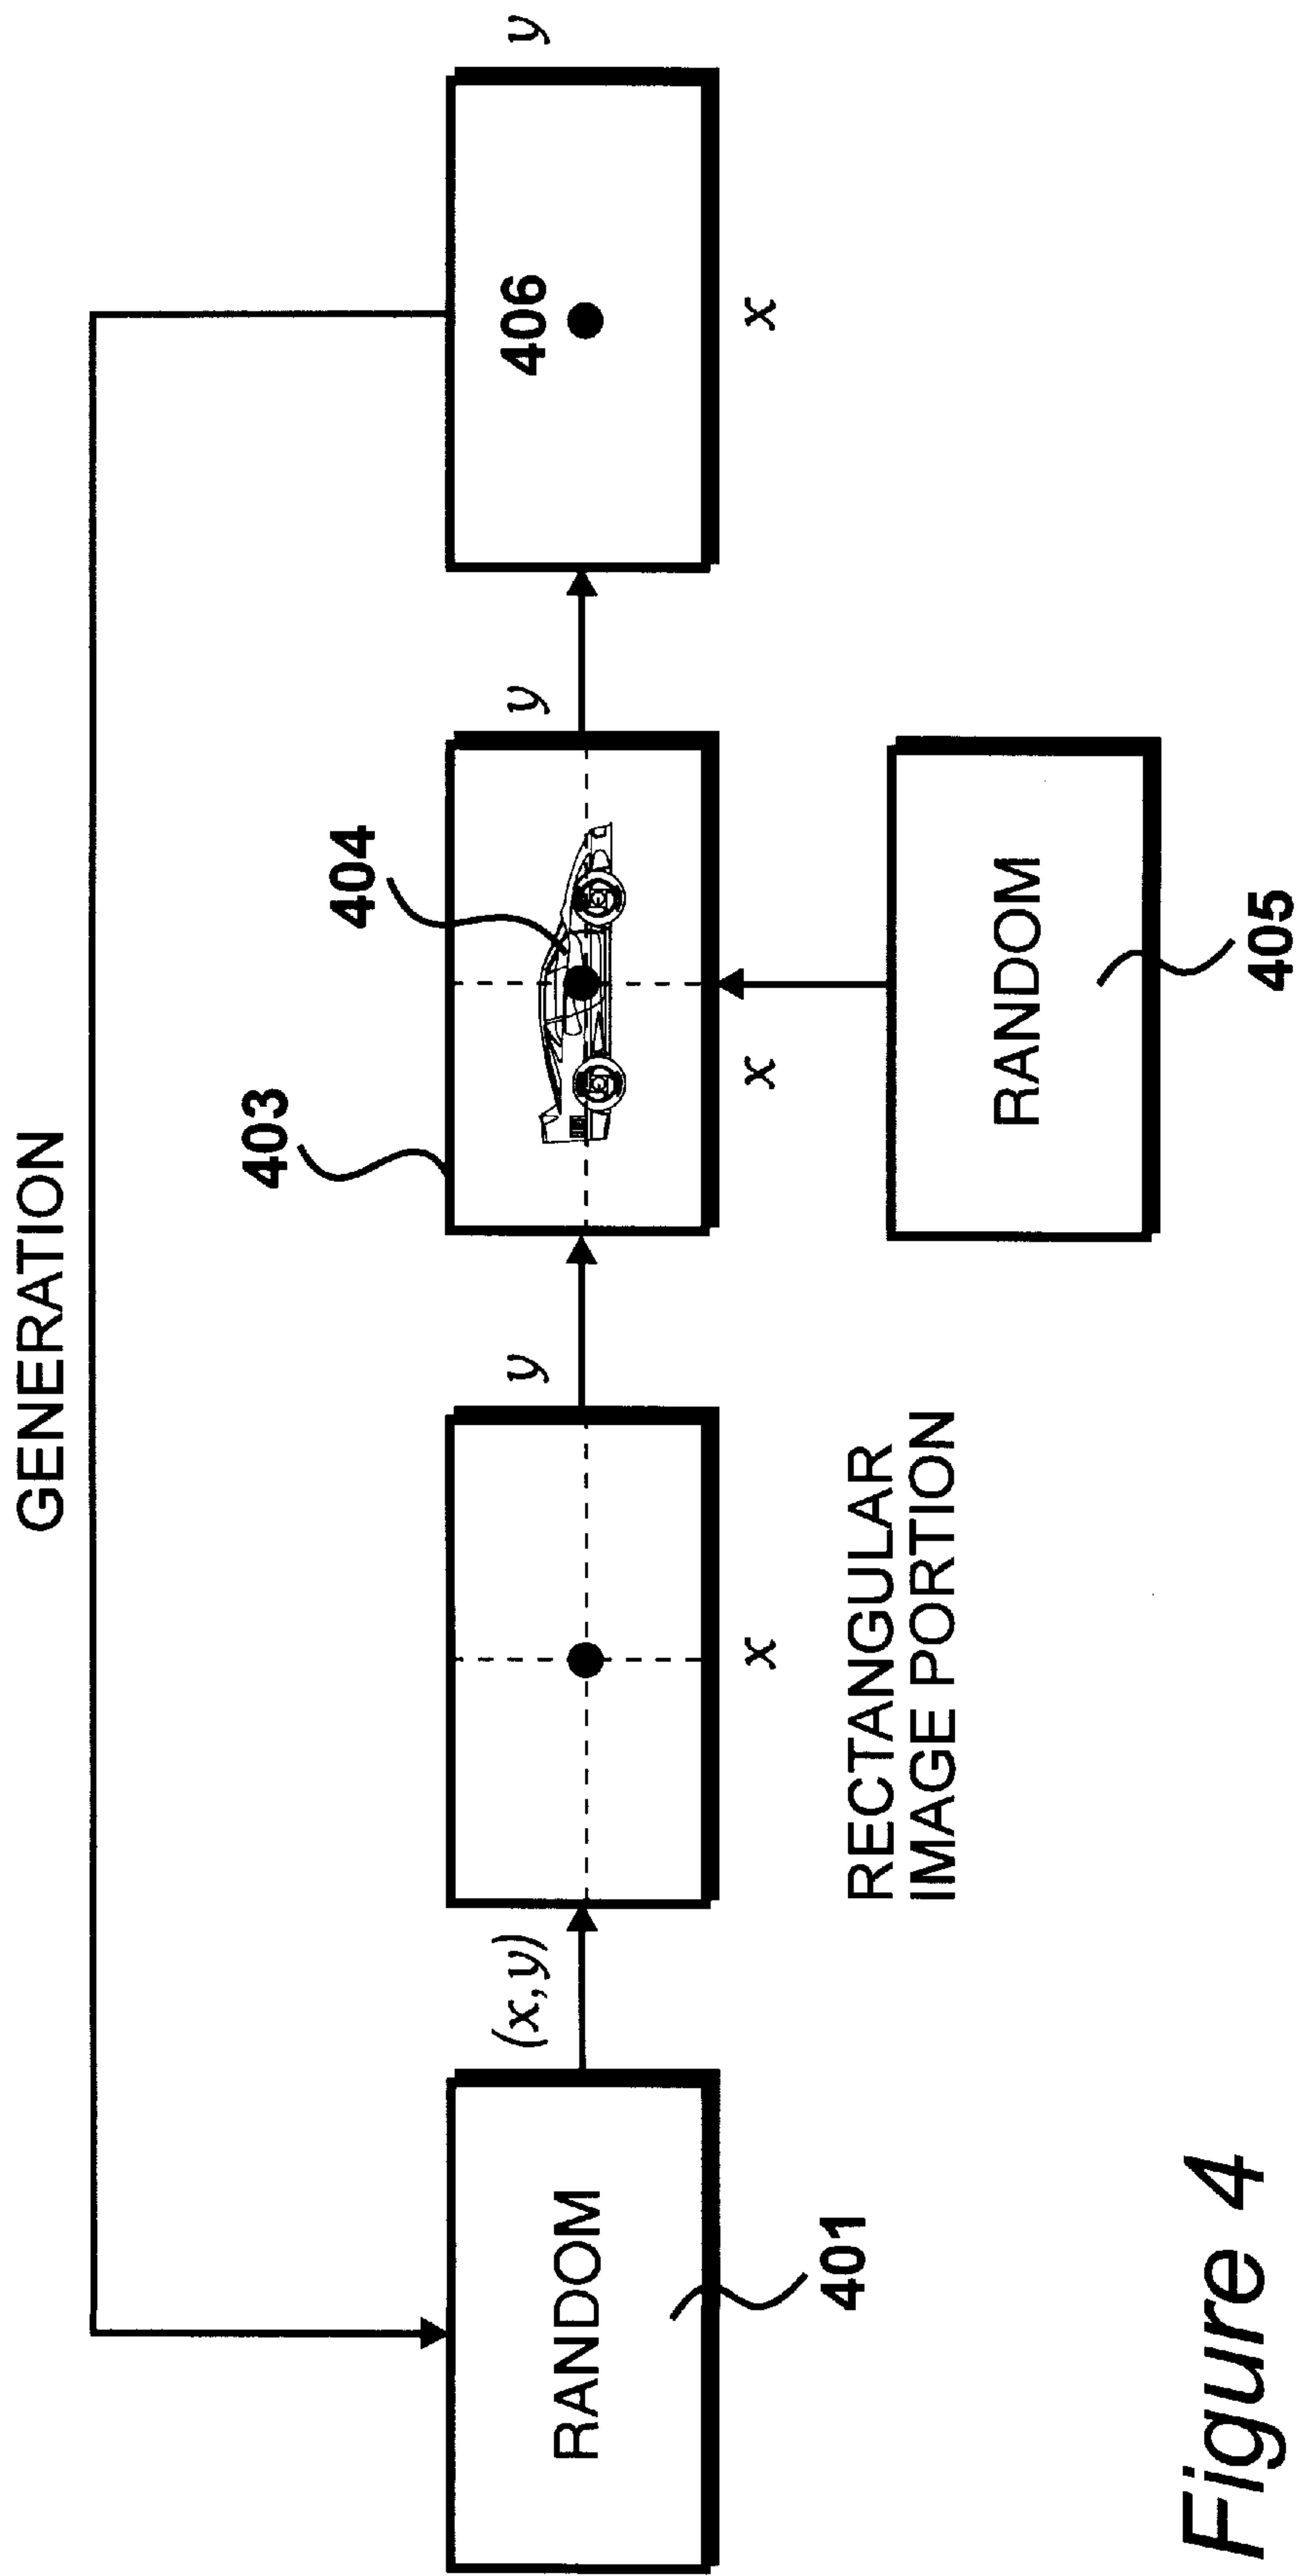 GENERATION
403
404
RANDOM
(x,y)
y
y
406
y
x
x
x
401
RECTANGULAR
IMAGE PORTION
RANDOM
405
Figure 4